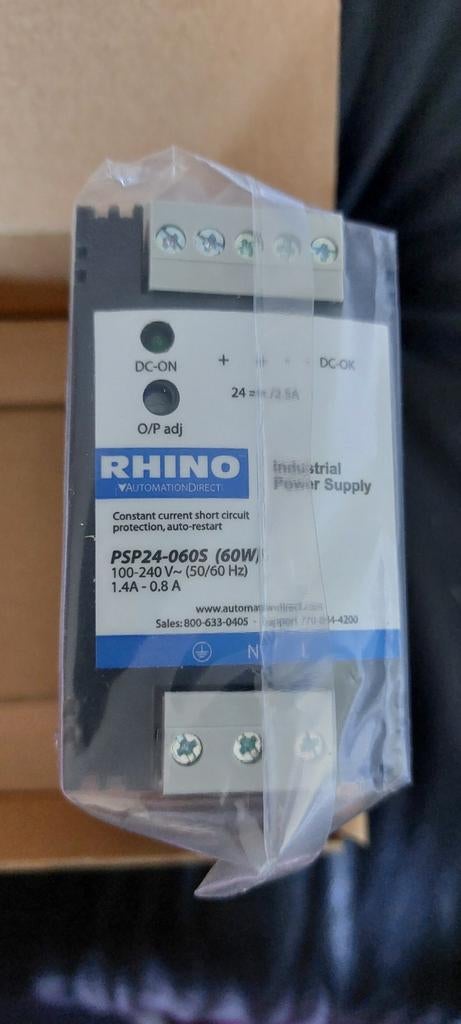 DC-ON
+ + - - DC-OK
O/P adj
RHINO
AUTOMATIONDIRECT
Industrial
Power Supply
Constant current short circuit
protection, auto-restart
PSP24-060S (60W)
100-240 V~ (50/60 Hz)
1.4A - 0.8 A
Sales: 800-633-0405 -
N L